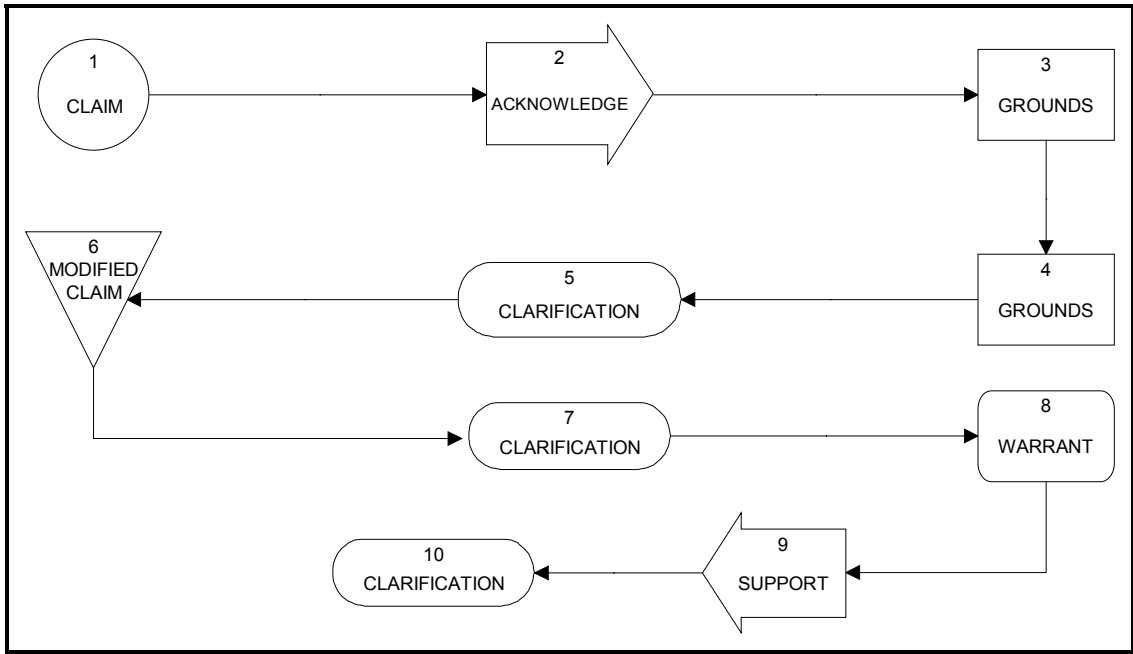 1
CLAIM
2
ACKNOWLEDGE
3
GROUNDS
4
GROUNDS
5
CLARIFICATION
6
MODIFIED
CLAIM
7
CLARIFICATION
8
WARRANT
9
SUPPORT
10
CLARIFICATION